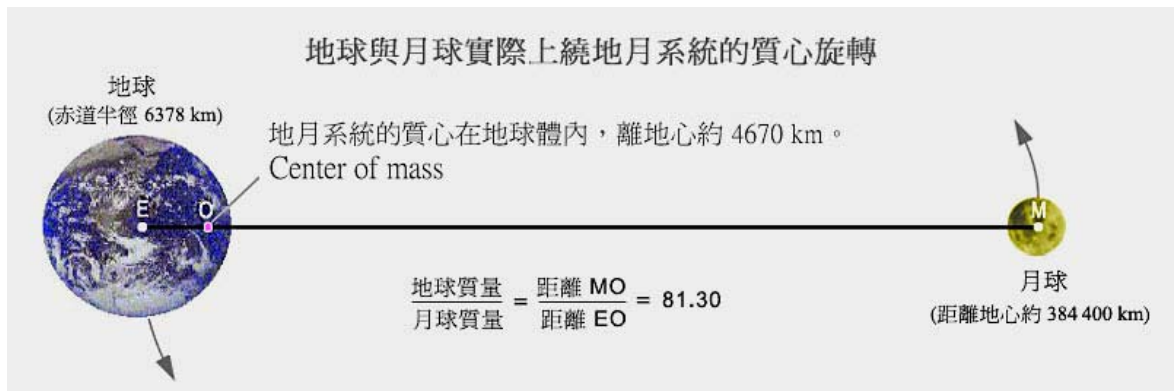 地球與月球實際上繞地月系統的質心旋轉
地球
(赤道半徑 6378 km)
地月系統的質心在地球體內，離地心約 4670 km。
Center of mass
E O
M
地球質量 / 月球質量 = 距離 MO / 距離 EO = 81.30
月球
(距離地心約 384 400 km)